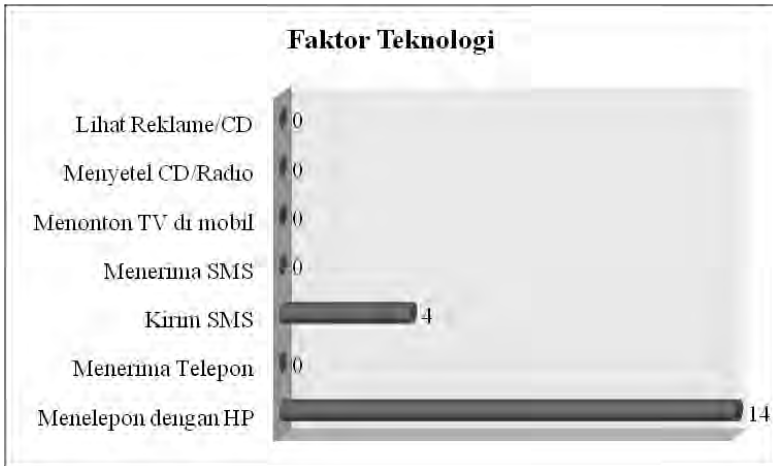 Faktor Teknologi
Lihat Reklame/CD 0
Menyetel CD/Radio 0
Menonton TV di mobil 0
Menerima SMS 0
Kirim SMS 4
Menerima Telepon 0
Menelepon dengan HP 14